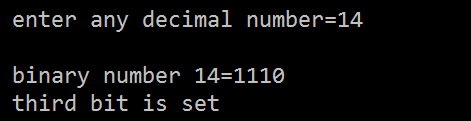 enter any decimal number=14
binary number 14=1110
third bit is set